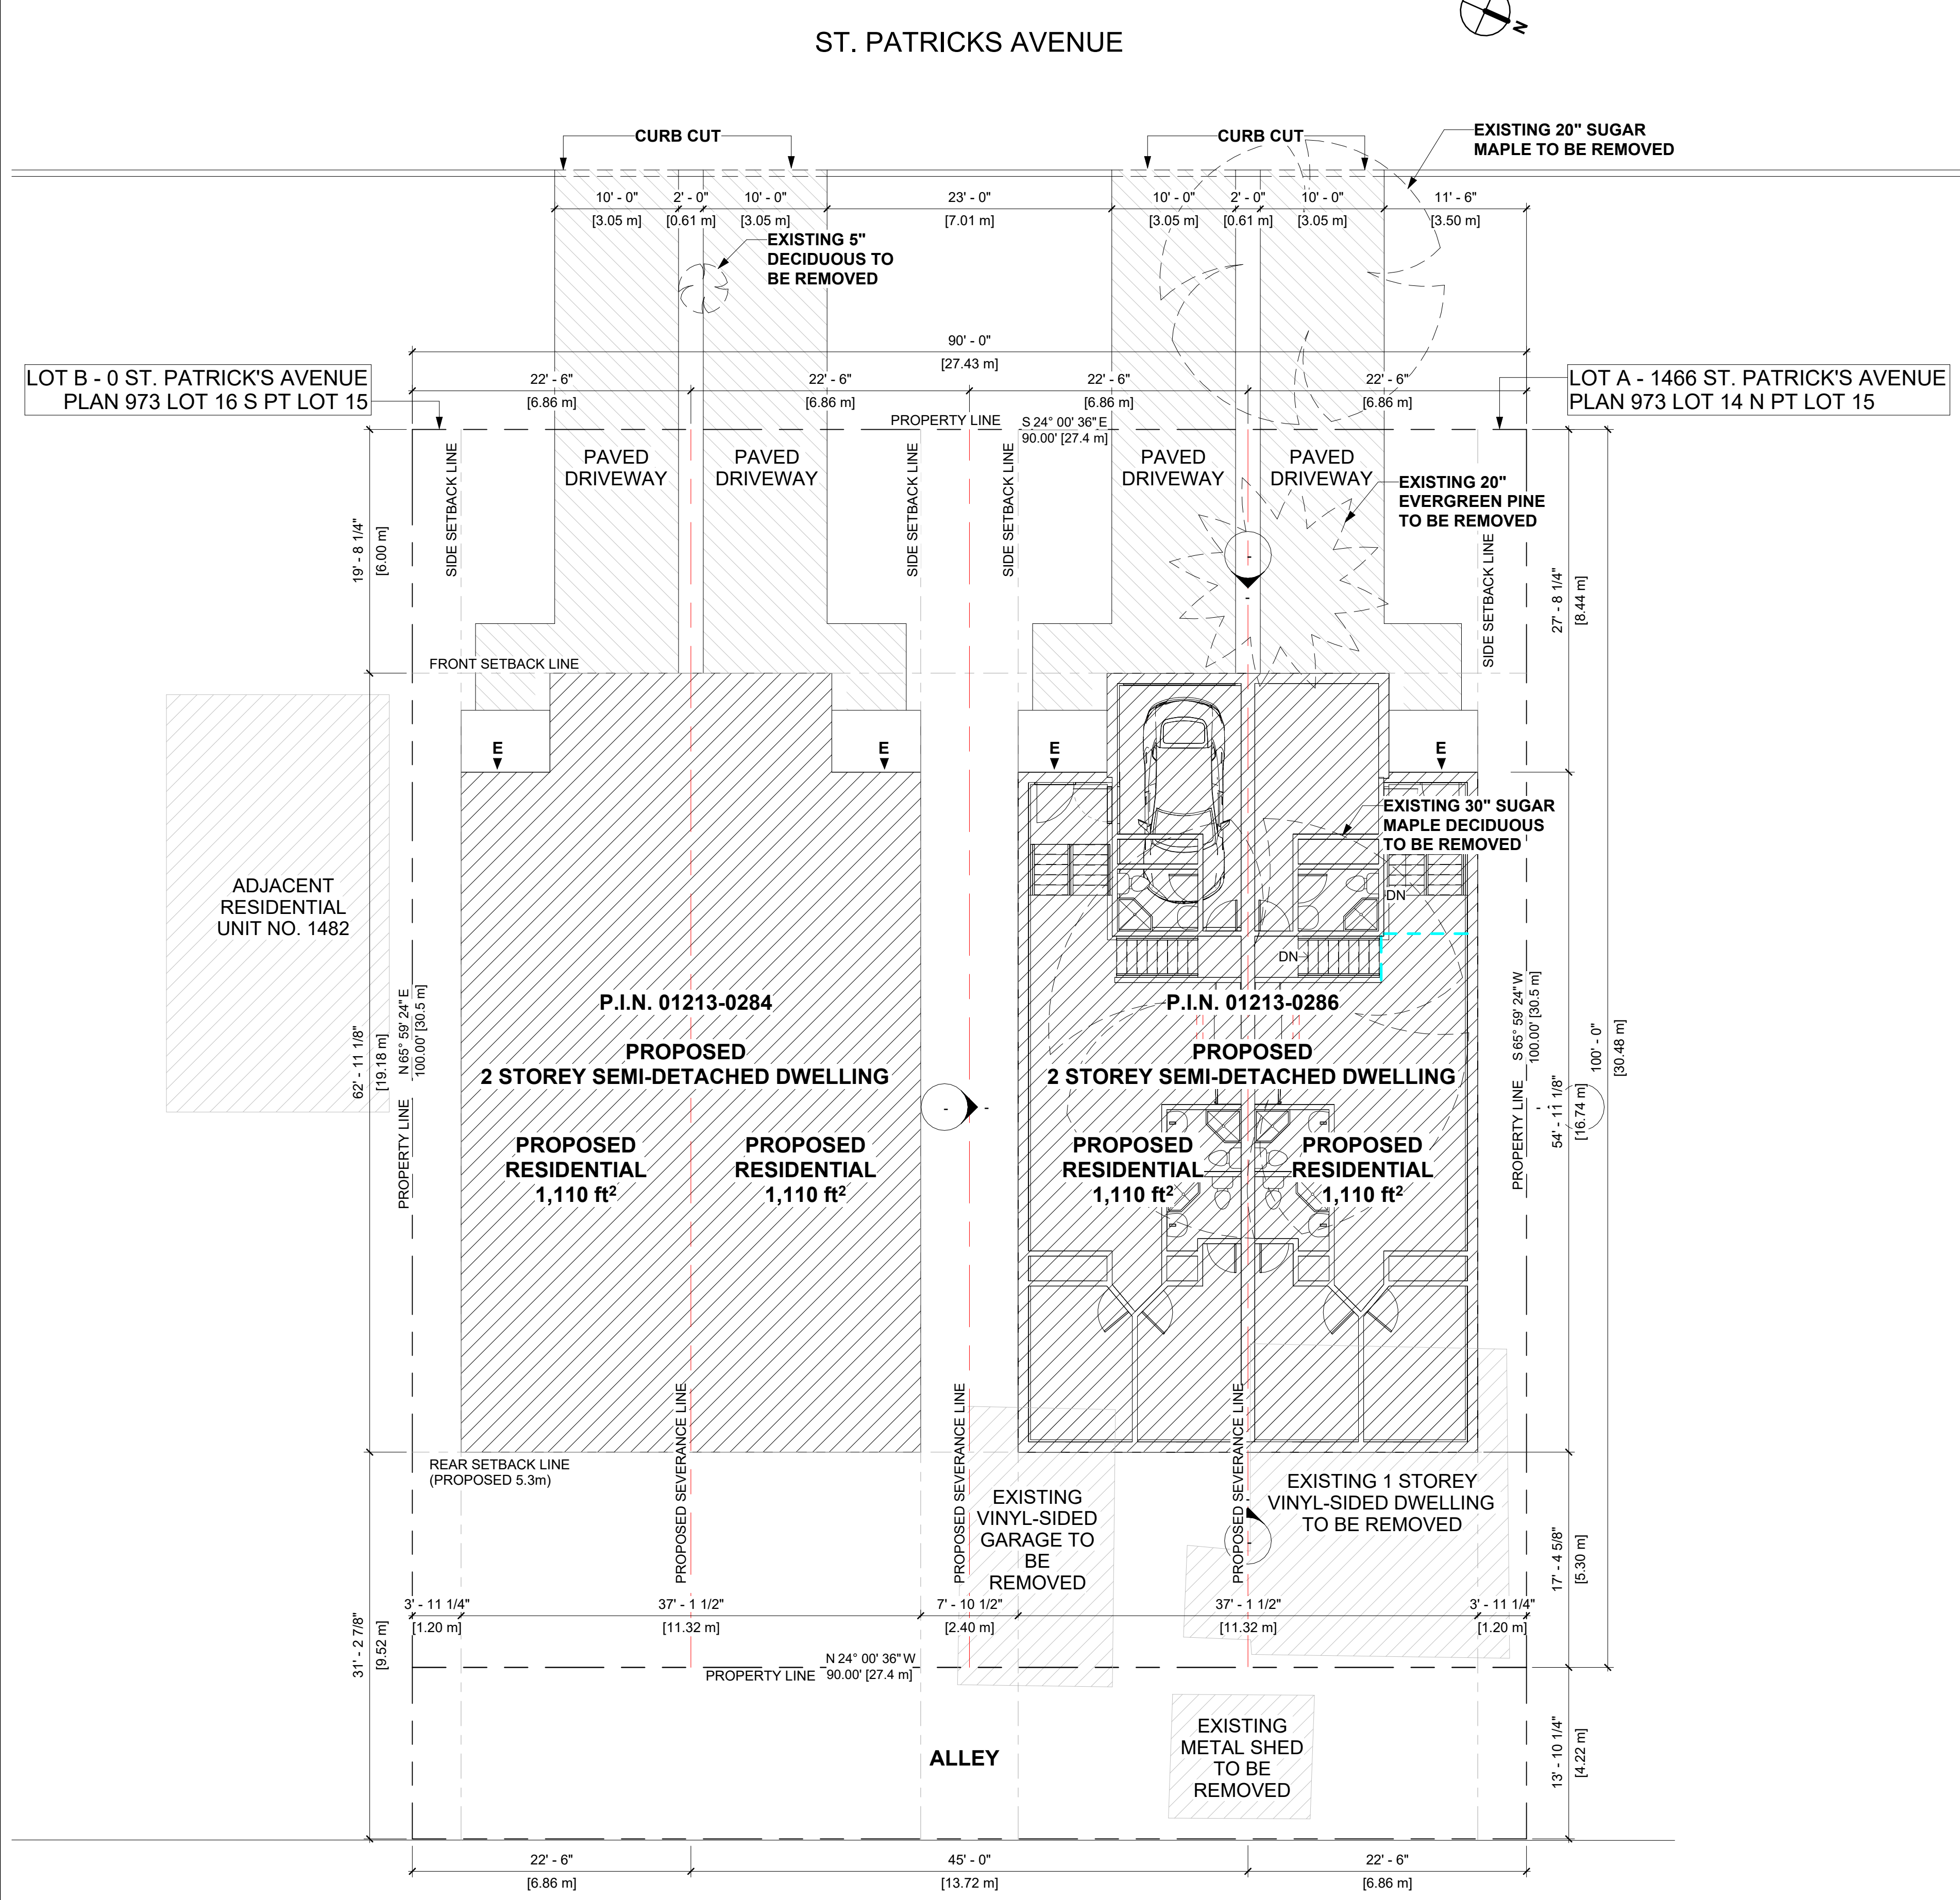 N
ST. PATRICKS AVENUE
CURB CUT
CURB CUT
EXISTING 20" SUGAR
MAPLE TO BE REMOVED
10' - 0"
[3.05 m]
2' - 0"
[0.61 m]
10' - 0"
[3.05 m]
23' - 0"
[7.01 m]
10' - 0"
[3.05 m]
2' - 0"
[0.61 m]
10' - 0"
[3.05 m]
11' - 6"
[3.50 m]
EXISTING 5"
DECIDUOUS TO
BE REMOVED
90' - 0"
[27.43 m]
LOT B - 0 ST. PATRICK'S AVENUE
PLAN 973 LOT 16 S PT LOT 15
22' - 6"
[6.86 m]
22' - 6"
[6.86 m]
22' - 6"
[6.86 m]
22' - 6"
[6.86 m]
LOT A - 1466 ST. PATRICK'S AVENUE
PLAN 973 LOT 14 N PT LOT 15
PROPERTY LINE
S 24° 00' 36" E
90.00' [27.4 m]
SIDE SETBACK LINE
PAVED
DRIVEWAY
PAVED
DRIVEWAY
SIDE SETBACK LINE
SIDE SETBACK LINE
PAVED
DRIVEWAY
PAVED
DRIVEWAY
EXISTING 20"
EVERGREEN PINE
TO BE REMOVED
SIDE SETBACK LINE
19' - 8 1/4"
[6.00 m]
27' - 8 1/4"
[8.44 m]
-
-
FRONT SETBACK LINE
E
E
E
E
EXISTING 30" SUGAR
MAPLE DECIDUOUS
TO BE REMOVED
DN
DN
ADJACENT
RESIDENTIAL
UNIT NO. 1482
62' - 11 1/8"
[19.18 m]
PROPERTY LINE
N 65° 59' 24" E
100.00' [30.5 m]
P.I.N. 01213-0284
PROPOSED
2 STOREY SEMI-DETACHED DWELLING
PROPOSED
RESIDENTIAL
1,110 ft²
PROPOSED
RESIDENTIAL
1,110 ft²
-
-
P.I.N. 01213-0286
PROPOSED
2 STOREY SEMI-DETACHED DWELLING
PROPOSED
RESIDENTIAL
1,110 ft²
PROPOSED
RESIDENTIAL
1,110 ft²
PROPERTY LINE
S 65° 59' 24" W
100.00' [30.5 m]
54' - 11 1/8"
[16.74 m]
100' - 0"
[30.48 m]
-
-
REAR SETBACK LINE
(PROPOSED 5.3m)
PROPOSED SEVERANCE LINE
PROPOSED SEVERANCE LINE
PROPOSED SEVERANCE LINE
EXISTING
VINYL-SIDED
GARAGE TO
BE
REMOVED
EXISTING 1 STOREY
VINYL-SIDED DWELLING
TO BE REMOVED
-
-
17' - 4 5/8"
[5.30 m]
31' - 2 7/8"
[9.52 m]
3' - 11 1/4"
[1.20 m]
37' - 1 1/2"
[11.32 m]
7' - 10 1/2"
[2.40 m]
37' - 1 1/2"
[11.32 m]
3' - 11 1/4"
[1.20 m]
PROPERTY LINE
N 24° 00' 36" W
90.00' [27.4 m]
ALLEY
EXISTING
METAL SHED
TO BE
REMOVED
13' - 10 1/4"
[4.22 m]
22' - 6"
[6.86 m]
45' - 0"
[13.72 m]
22' - 6"
[6.86 m]